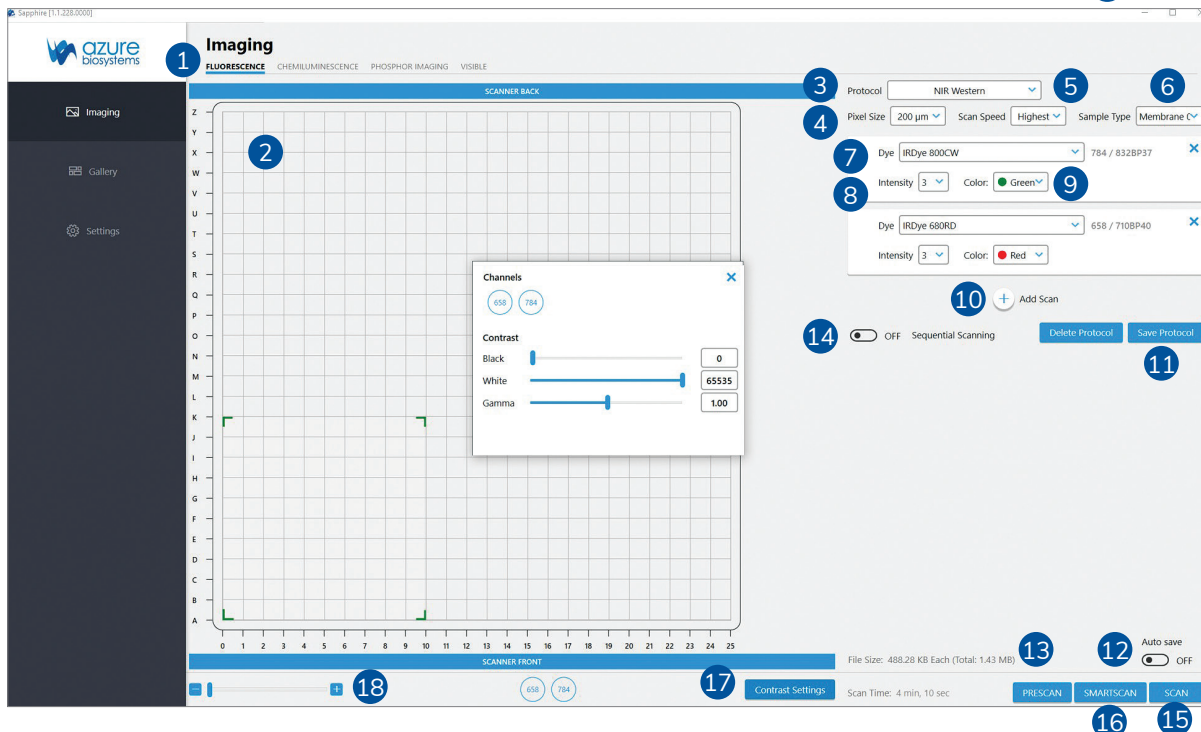 Sapphire [1.1.228.0000]
azure
biosystems
Imaging
1
FLUORESCENCE CHEMILUMINESCENCE PHOSPHOR IMAGING VISIBLE
Imaging
Gallery
Settings
SCANNER BACK
2
Z
Y
X
W
V
U
T
S
R
Q
P
O
N
M
L
K
J
I
H
G
F
E
D
C
B
A
0 1 2 3 4 5 6 7 8 9 10 11 12 13 14 15 16 17 18 19 20 21 22 23 24 25
SCANNER FRONT
Channels
658 784
Contrast
Black 0
White 65535
Gamma 1.00
18
658 784
17
Contrast Settings
3 Protocol NIR Western 5 6
4 Pixel Size 200 µm Scan Speed Highest Sample Type Membrane (
7 Dye IRDye 800CW 784 / 832BP37
8 Intensity 3 Color: Green 9
Dye IRDye 680RD 658 / 710BP40
Intensity 3 Color: Red
10 Add Scan
14 OFF Sequential Scanning Delete Protocol Save Protocol
11
File Size: 488.28 KB Each (Total: 1.43 MB) 13 12 Auto save
OFF
Scan Time: 4 min, 10 sec PRESCAN SMARTSCAN SCAN
16 15